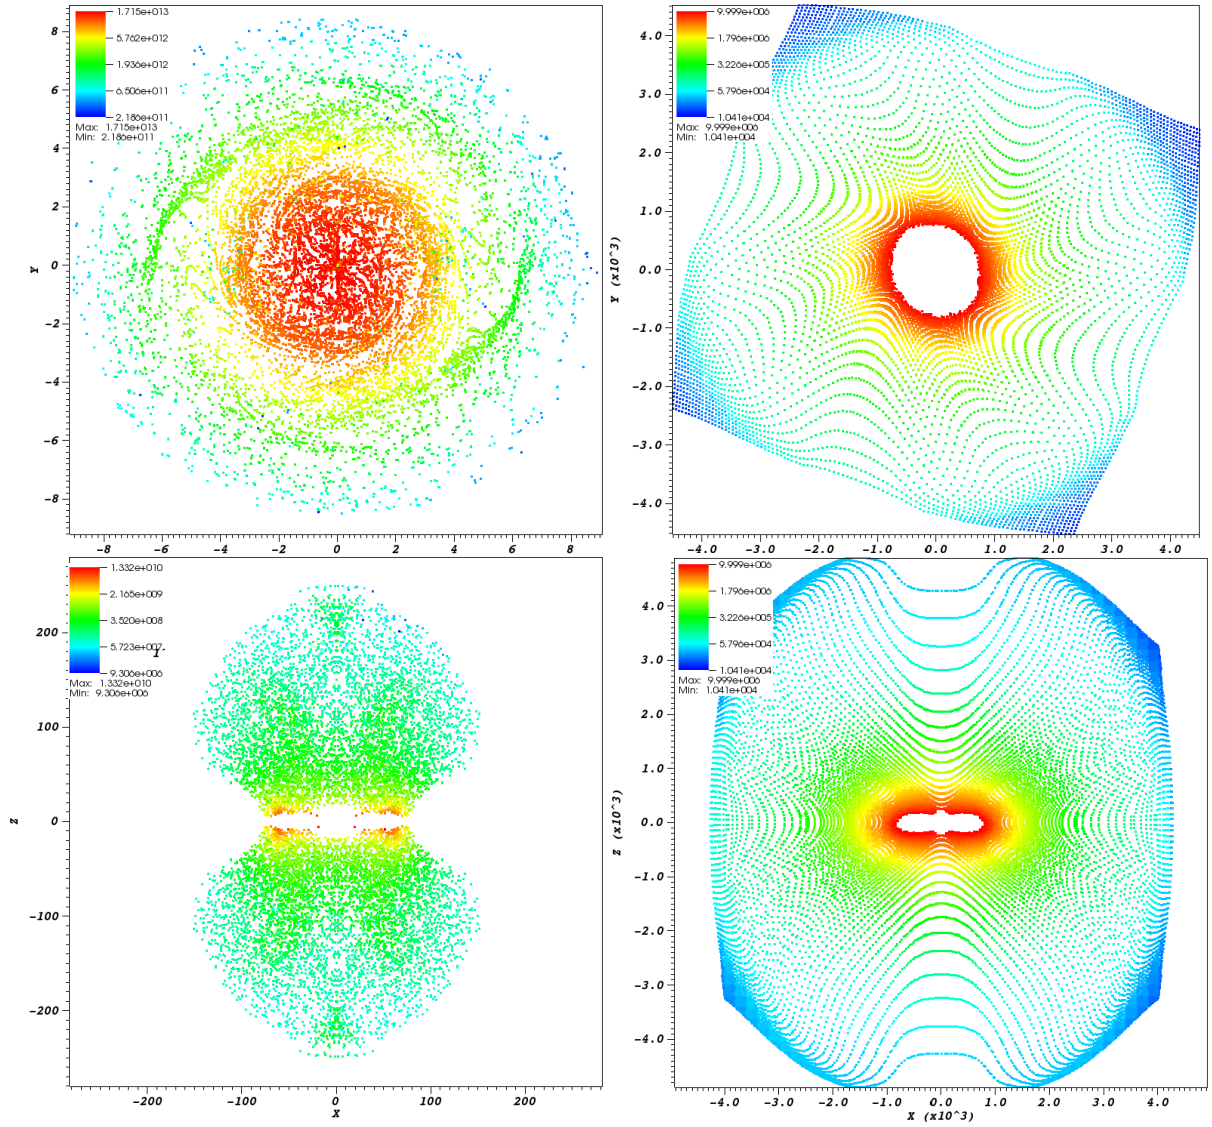 1.715e+013
5.762e+012
1.936e+012
6.506e+011
2.186e+011
Max: 1.715e+013
Min: 2.186e+011
8
6
4
2
0
-2
-4
-6
-8
Y
-8 -6 -4 -2 0 2 4 6 8
9.999e+006
1.796e+006
3.226e+005
5.796e+004
1.041e+004
Max: 9.999e+006
Min: 1.041e+004
4.0
3.0
2.0
1.0
0.0
-1.0
-2.0
-3.0
-4.0
Y (x10^3)
-4.0 -3.0 -2.0 -1.0 0.0 1.0 2.0 3.0 4.0
1.332e+010
2.165e+009
3.520e+008
5.723e+007
9.306e+006
Max: 1.332e+010
Min: 9.306e+006
200
100
0
-100
-200
Z
-200 -100 0 100 200
X
9.999e+006
1.796e+006
3.226e+005
5.796e+004
1.041e+004
Max: 9.999e+006
Min: 1.041e+004
4.0
3.0
2.0
1.0
0.0
-1.0
-2.0
-3.0
-4.0
Z (x10^3)
-4.0 -3.0 -2.0 -1.0 0.0 1.0 2.0 3.0 4.0
X (x10^3)